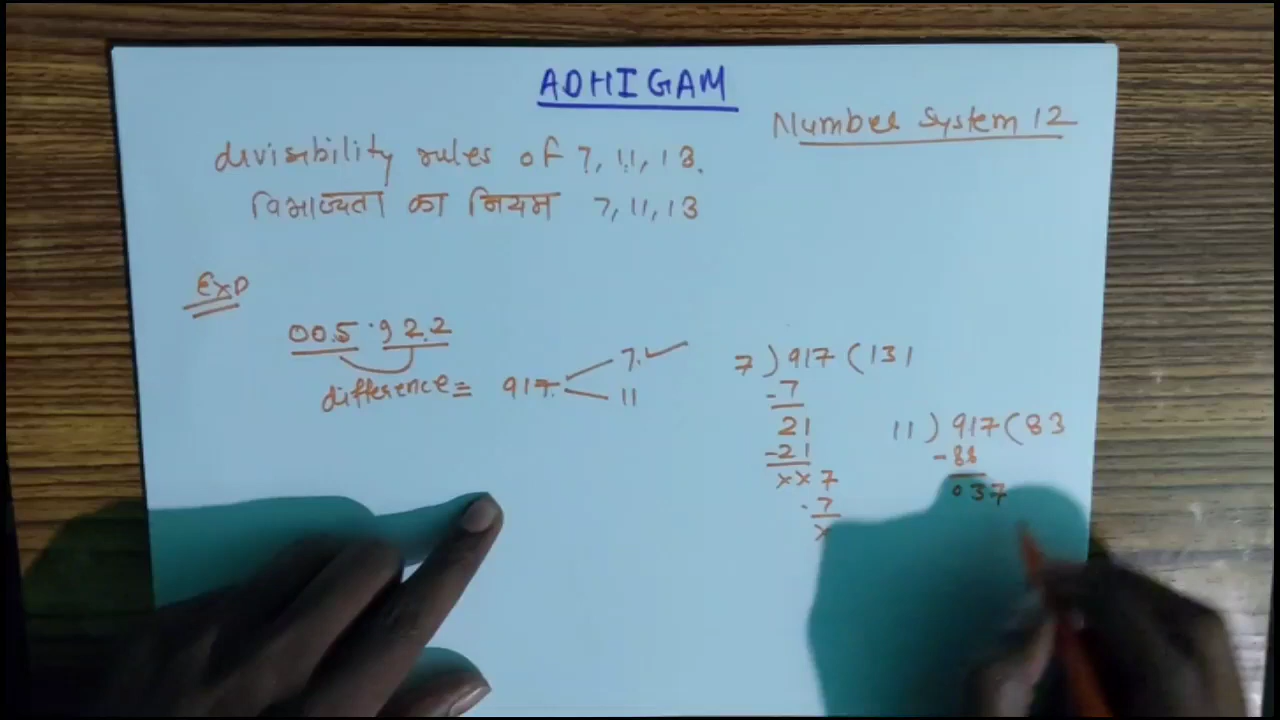 ADHIGAM
Number System 12
divisibility rules of 7, 11, 13.
विभाज्यता का नियम 7, 11, 13
Exp
005 922
difference = 917 7 ✓
11
7 ) 917 ( 131
-7
21
-21
xx7
-7
x
11 ) 917 ( 83
-88
037